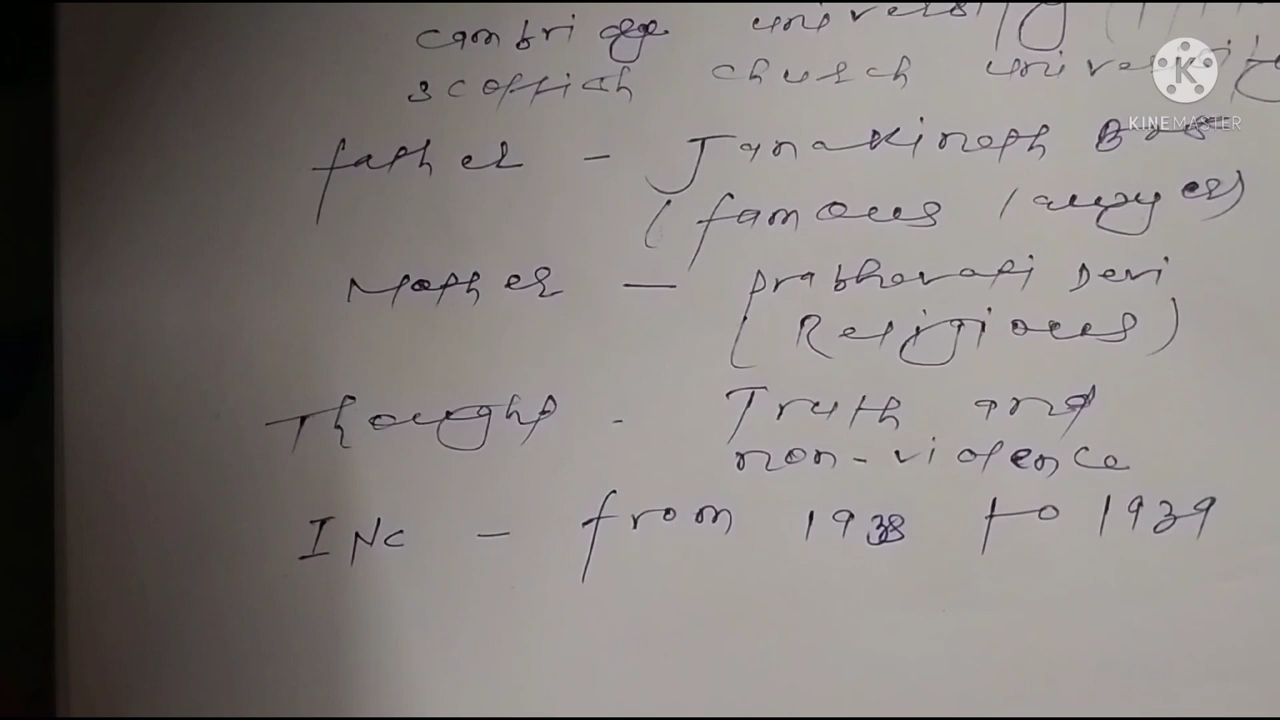 Cambridge university
scottish church university
father - Janakinath Bose
(famous lawyer)
Mother - prabhavati Devi
(Religious)
Thought - Truth and
non-violence
INC - from 1938 to 1939
KINEMASTER